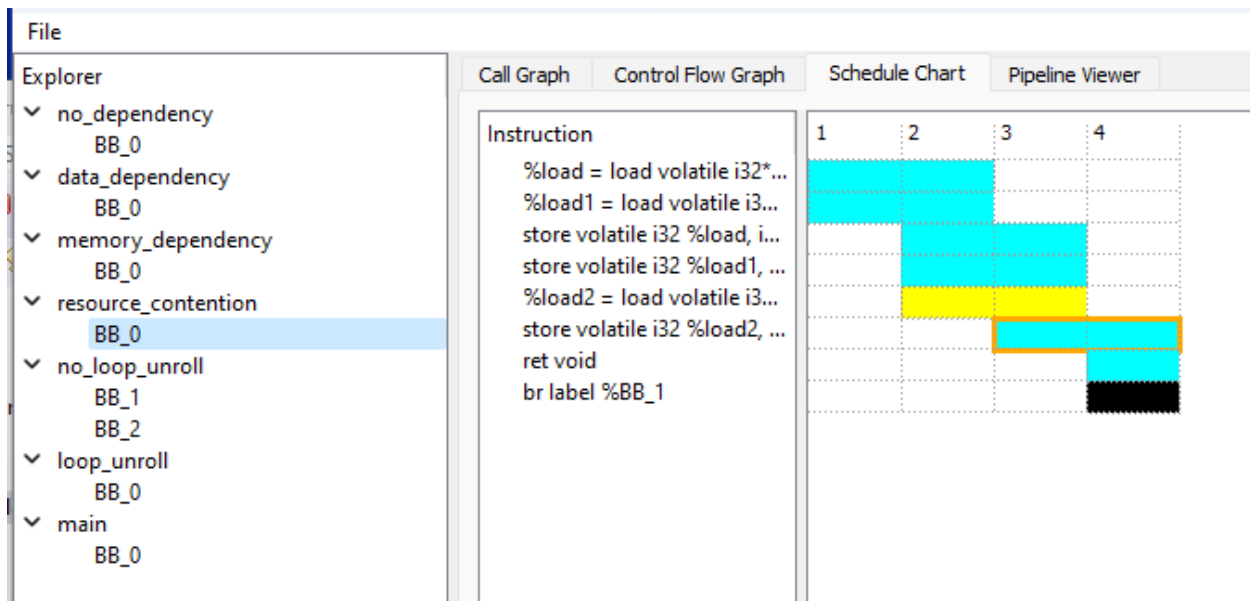 File
Explorer
no_dependency
BB_0
data_dependency
BB_0
memory_dependency
BB_0
resource_contention
BB_0
no_loop_unroll
BB_1
BB_2
loop_unroll
BB_0
main
BB_0
Call Graph Control Flow Graph Schedule Chart Pipeline Viewer
Instruction 1 2 3 4
%load = load volatile i32*...
%load1 = load volatile i3...
store volatile i32 %load, i...
store volatile i32 %load1, ...
%load2 = load volatile i3...
store volatile i32 %load2, ...
ret void
br label %BB_1